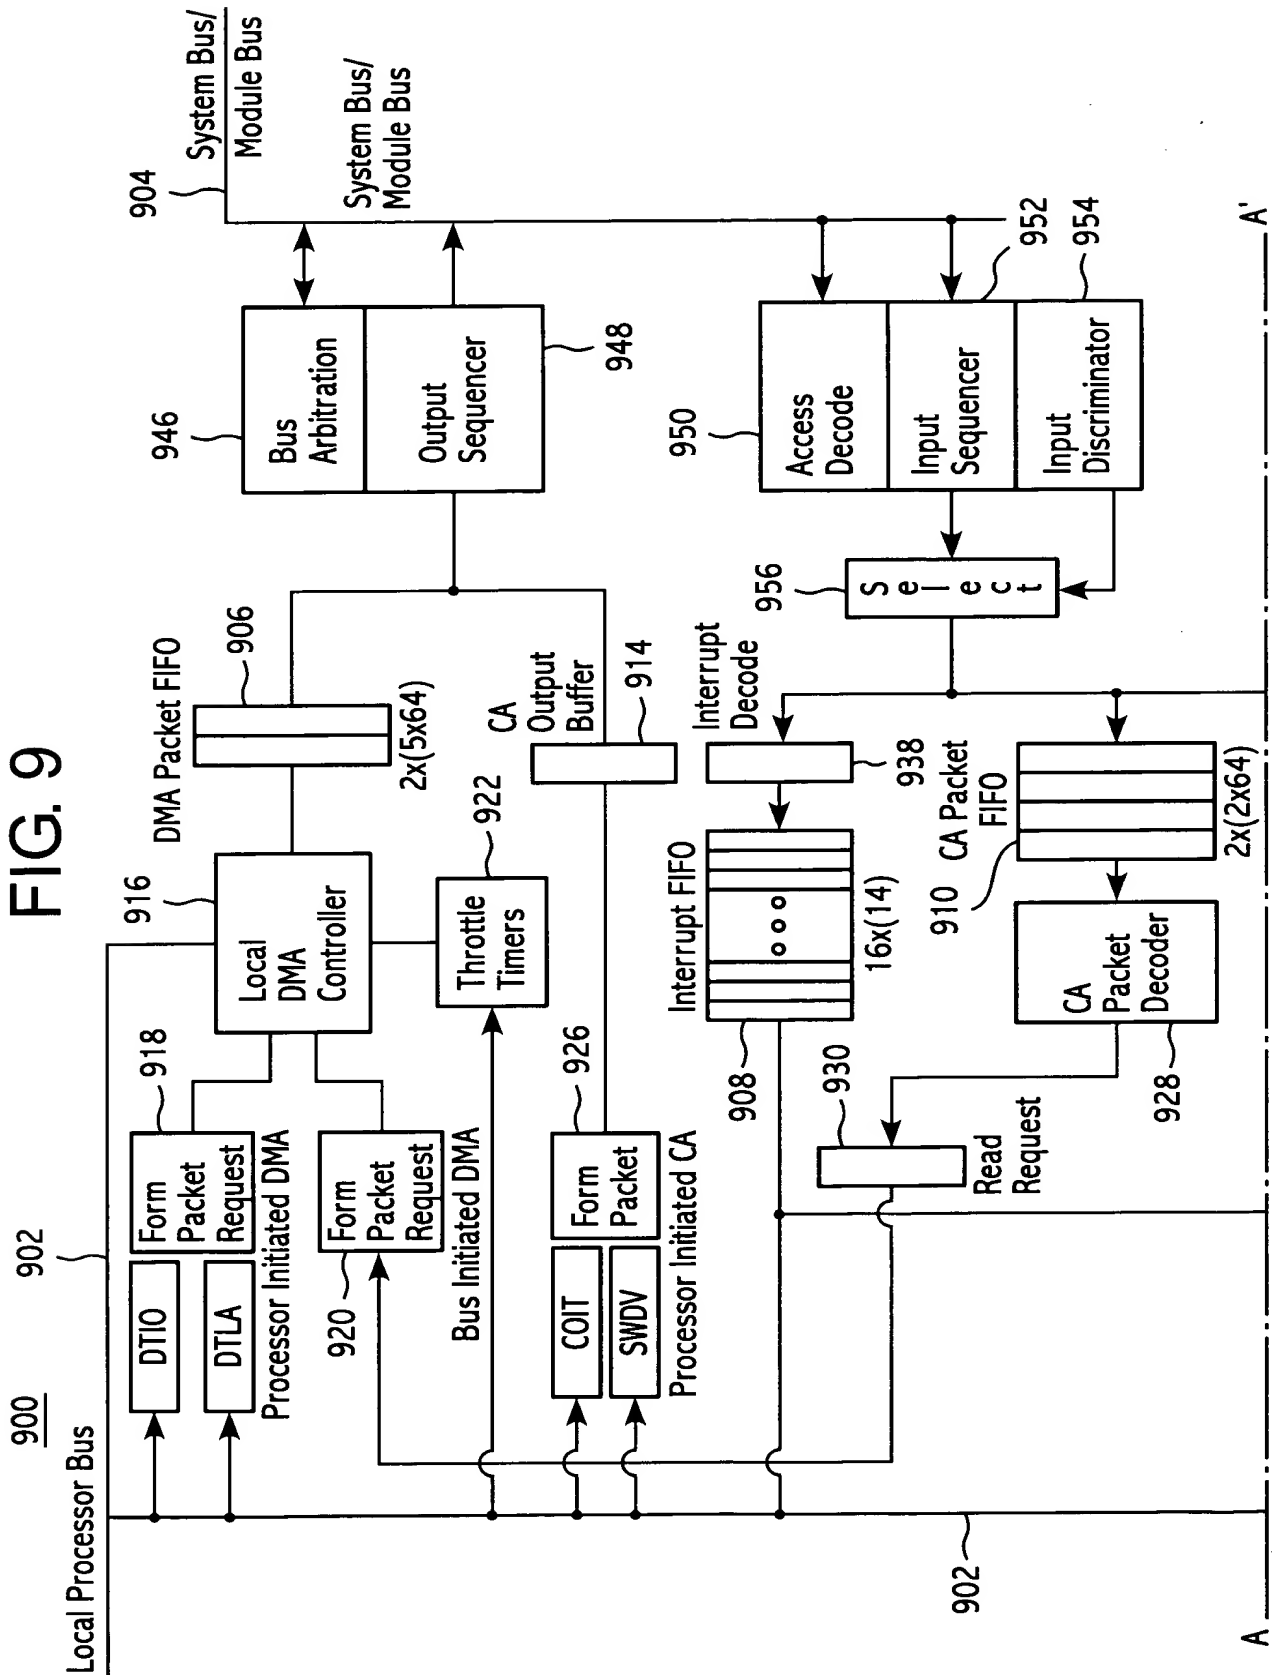 FIG. 9
900
Local Processor Bus
902
904
System Bus/
Module Bus
System Bus/
Module Bus
DTIO
DTLA
Form
Packet
Request
918
Processor Initiated DMA
Form
Packet
Request
920
Bus Initiated DMA
916
Local
DMA
Controller
Throttle
Timers
922
DMA Packet FIFO
906
2x(5x64)
946
Bus
Arbitration
Output
Sequencer
948
COIT
SWDV
Form
Packet
926
Processor Initiated CA
CA
Output
Buffer
914
Interrupt FIFO
908
16x(14)
Interrupt
Decode
938
930
Read
Request
CA
Packet
Decoder
928
910
CA Packet
FIFO
2x(2x64)
956
Select
950
Access
Decode
Input
Sequencer
Input
Discriminator
952
954
902
A
A'